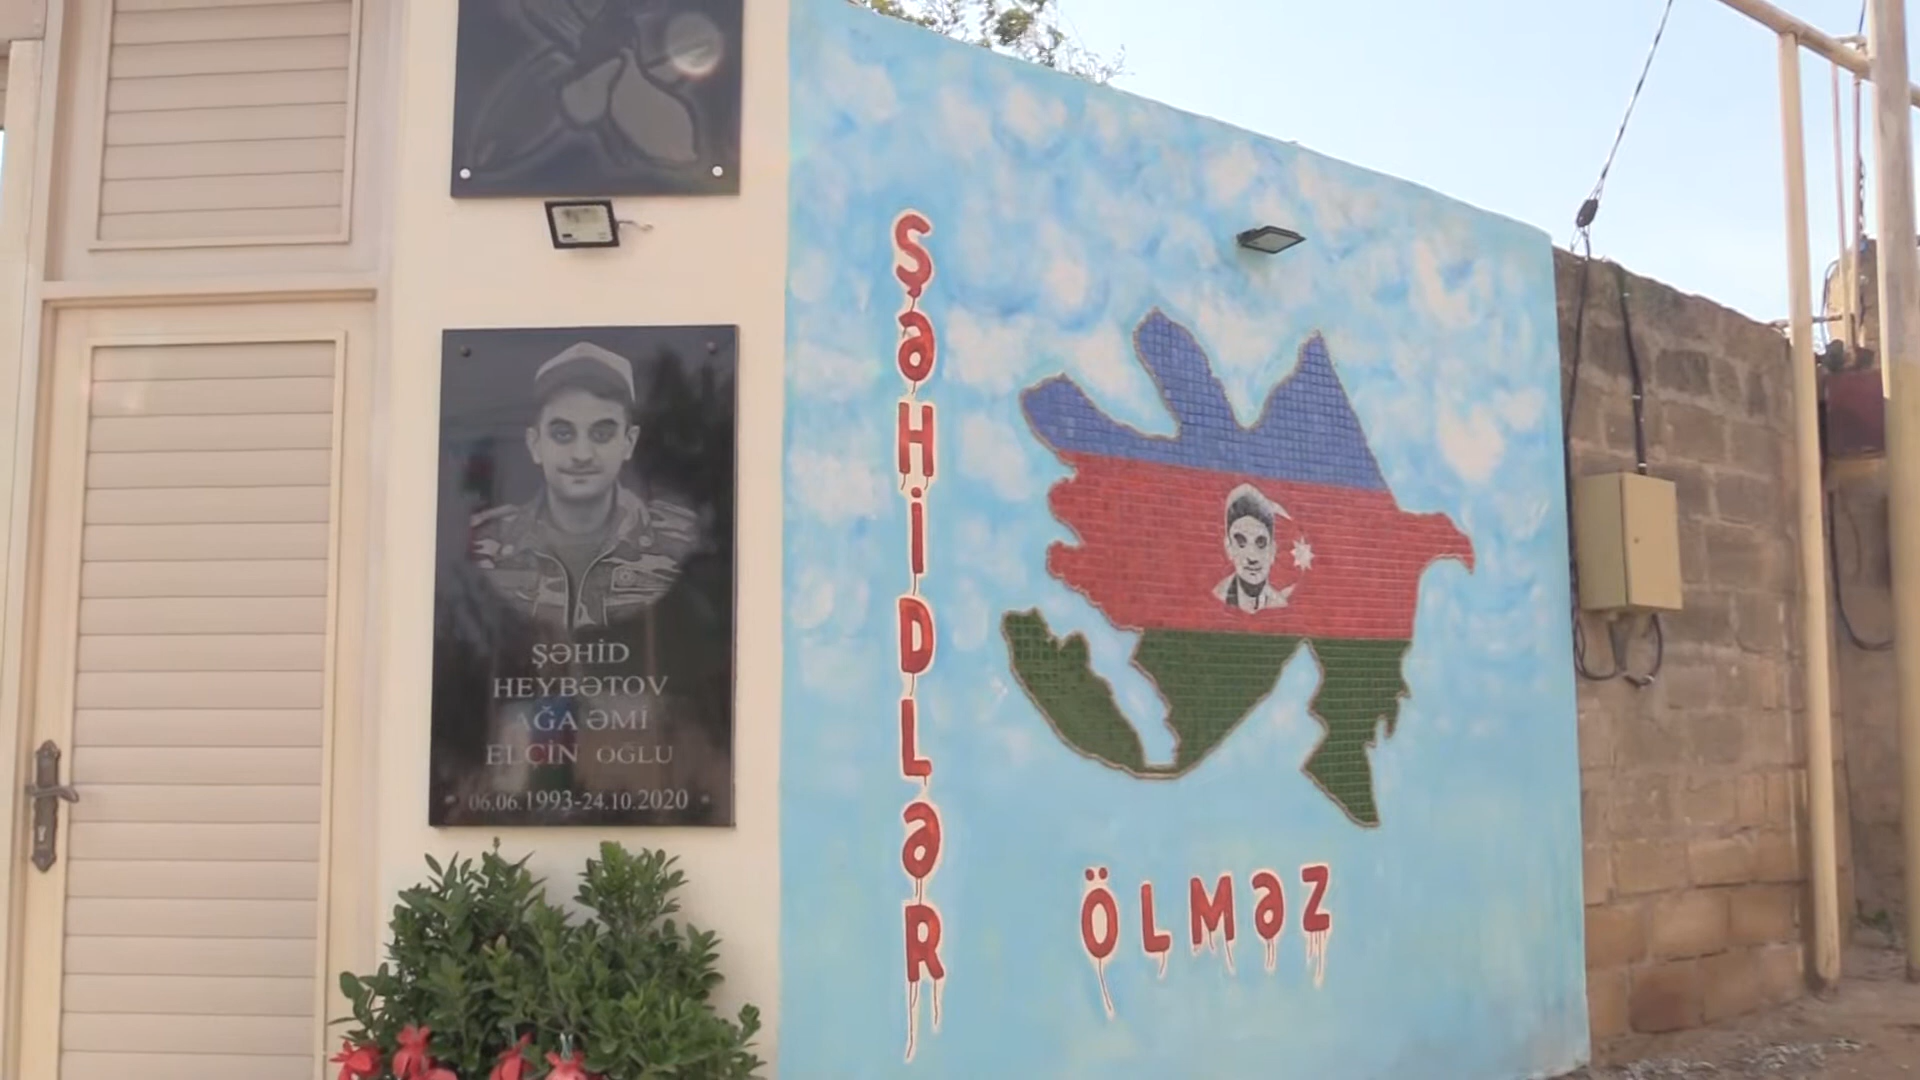 ŞƏHİD
HEYBƏTOV
AĞA ƏMİ
ELÇİN OĞLU
06.06.1993-24.10.2020
ŞƏHİDLƏR
ÖLMƏZ